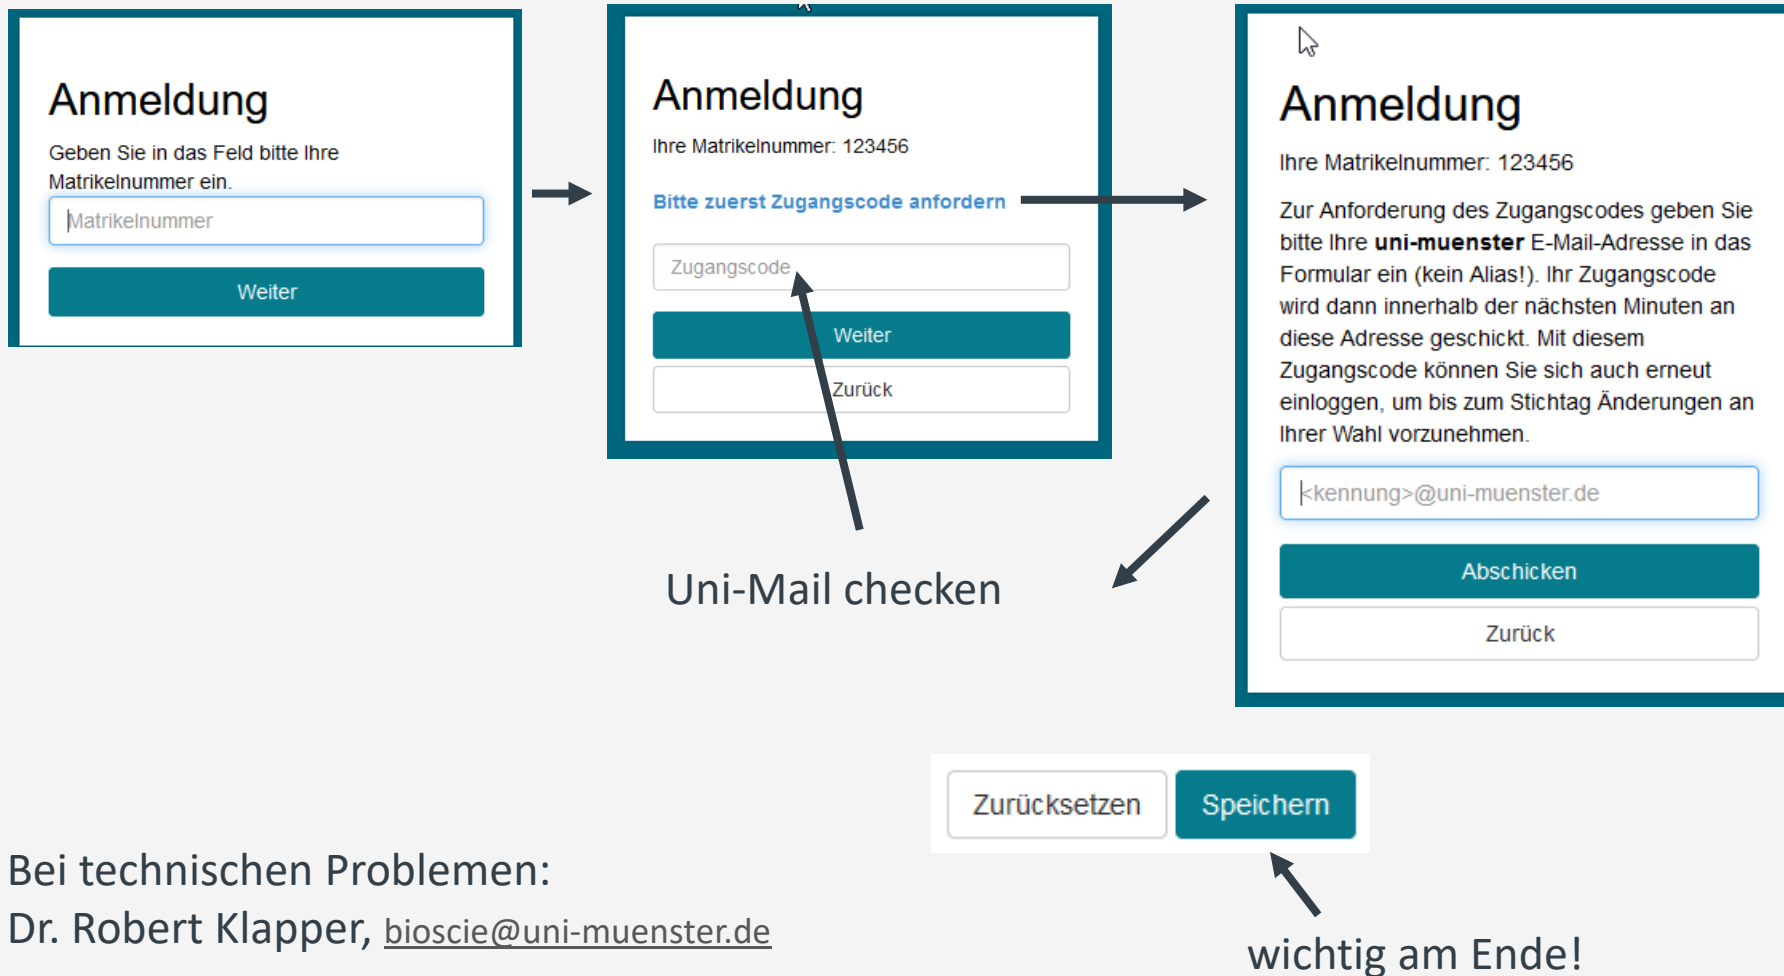 Anmeldung
Geben Sie in das Feld bitte Ihre
Matrikelnummer ein.
Matrikelnummer
Weiter
Anmeldung
Ihre Matrikelnummer: 123456
Bitte zuerst Zugangscode anfordern
Zugangscode
Weiter
Zurück
Anmeldung
Ihre Matrikelnummer: 123456
Zur Anforderung des Zugangscodes geben Sie
bitte Ihre uni-muenster E-Mail-Adresse in das
Formular ein (kein Alias!). Ihr Zugangscode
wird dann innerhalb der nächsten Minuten an
diese Adresse geschickt. Mit diesem
Zugangscode können Sie sich auch erneut
einloggen, um bis zum Stichtag Änderungen an
Ihrer Wahl vorzunehmen.
<kennung>@uni-muenster.de
Abschicken
Zurück
Uni-Mail checken
Zurücksetzen Speichern
wichtig am Ende!
Bei technischen Problemen:
Dr. Robert Klapper, bioscie@uni-muenster.de